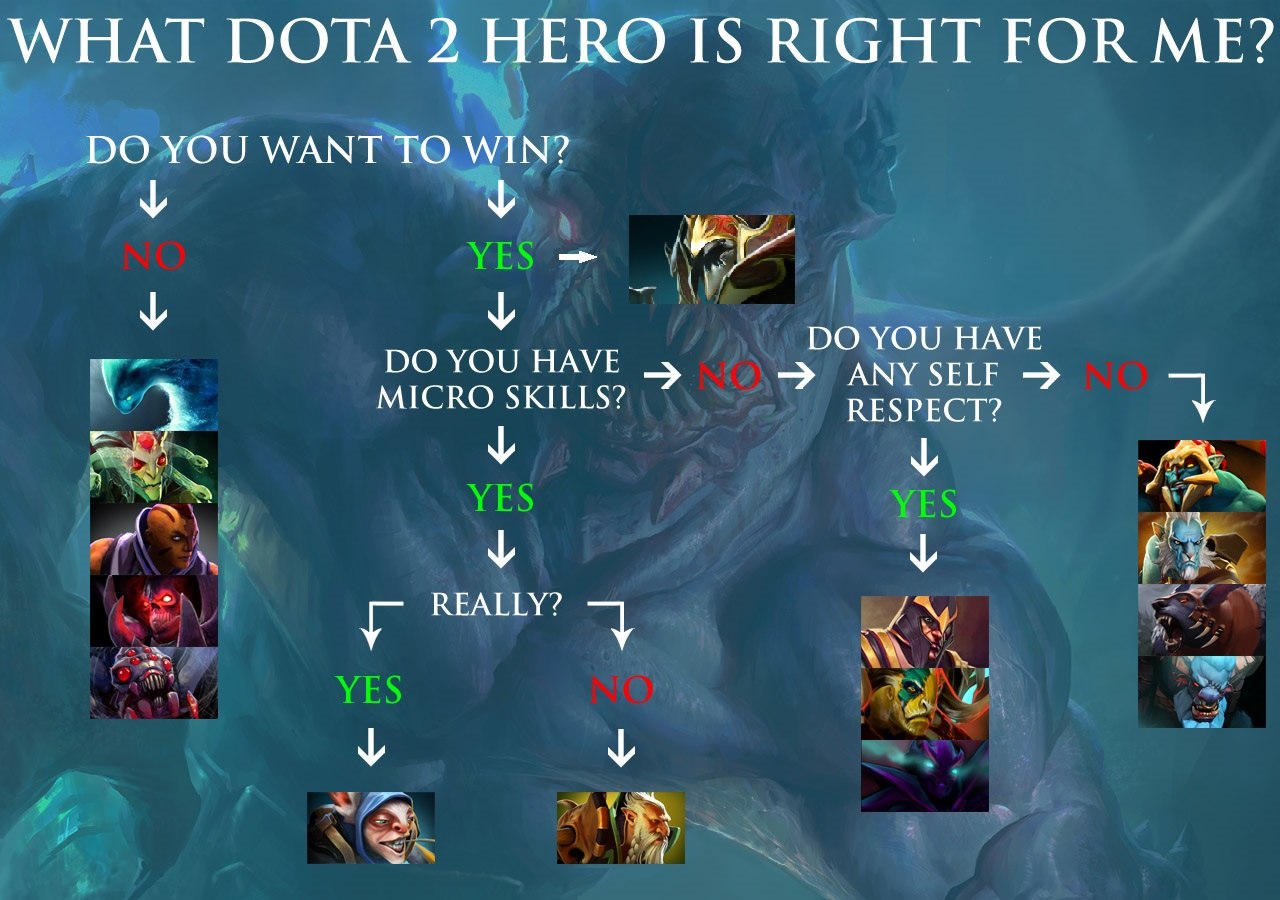 WHAT DOTA 2 HERO IS RIGHT FOR ME?
DO YOU WANT TO WIN?
NO
YES
DO YOU HAVE
MICRO SKILLS?
NO
DO YOU HAVE
ANY SELF
RESPECT?
NO
YES
YES
REALLY?
YES
NO